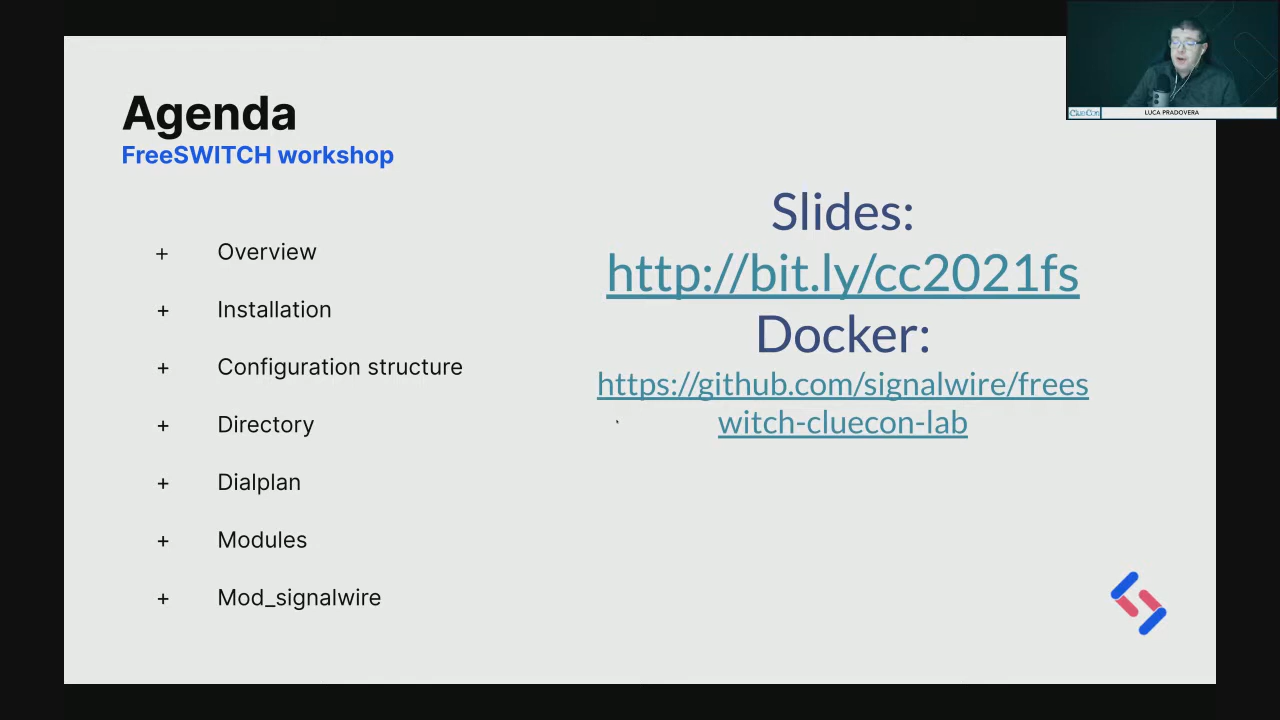 Agenda
FreeSWITCH workshop
+ Overview
+ Installation
+ Configuration structure
+ Directory
+ Dialplan
+ Modules
+ Mod_signalwire
Slides:
http://bit.ly/cc2021fs
Docker:
https://github.com/signalwire/frees
witch-cluecon-lab
ClueCon
LUCA PRADOVERA